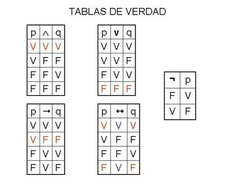 TABLAS DE VERDAD
p ∧ q
V V V
V F F
F F V
F F F
p v q
V V V
V V F
F V V
F F F
¬ p
F V
V F
p → q
V V V
V F F
F V V
F V F
p ↔ q
V V V
V F F
F F V
F V F